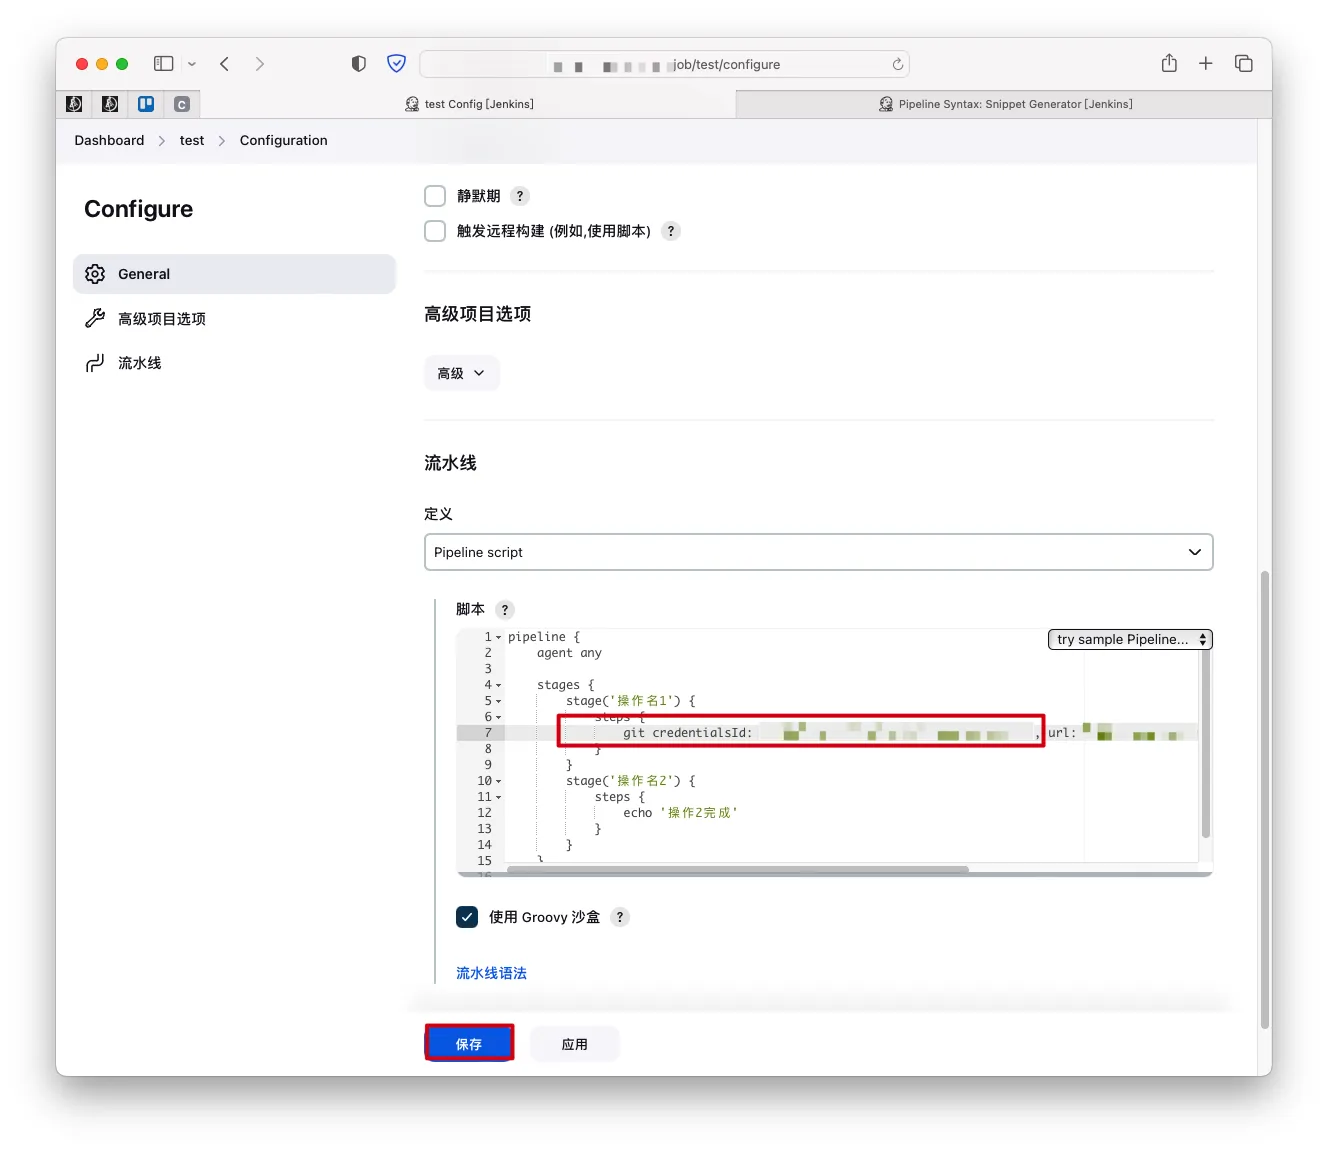 job/test/configure
C
test Config [Jenkins]
Pipeline Syntax: Snippet Generator [Jenkins]
Dashboard > test > Configuration
Configure
General
高级项目选项
流水线
静默期 ?
触发远程构建 (例如,使用脚本) ?
高级项目选项
高级
流水线
定义
Pipeline script
脚本 ?
try sample Pipeline...
1 pipeline {
2 agent any
3
4 stages {
5 stage('操作名1') {
6 steps {
7 git credentialsId: , url:
8 }
9 }
10 stage('操作名2') {
11 steps {
12 echo '操作2完成'
13 }
14 }
15 }
16
使用 Groovy 沙盒 ?
流水线语法
保存
应用